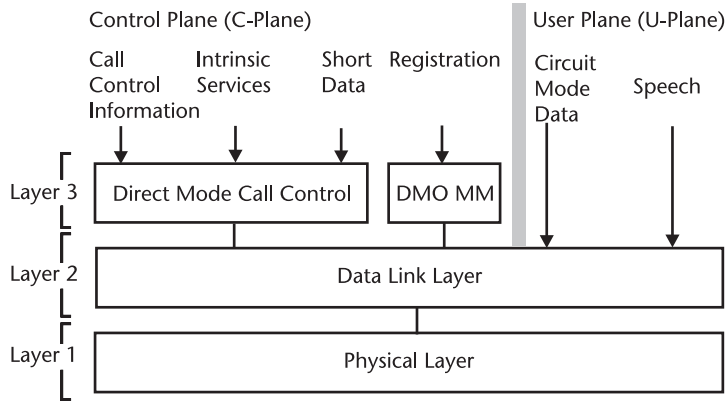 Control Plane (C-Plane)
User Plane (U-Plane)
Call
Control
Information
Intrinsic
Services
Short
Data
Registration
Circuit
Mode
Data
Speech
Layer 3
Direct Mode Call Control
DMO MM
Layer 2
Data Link Layer
Layer 1
Physical Layer